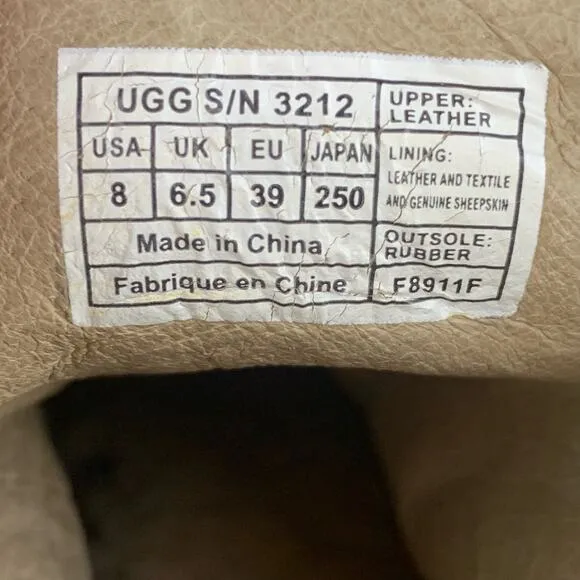 UGG S/N 3212
USA UK EU JAPAN
8 6.5 39 250
Made in China
Fabrique en Chine
UPPER:
LEATHER
LINING:
LEATHER AND TEXTILE
AND GENUINE SHEEPSKIN
OUTSOLE:
RUBBER
F8911F